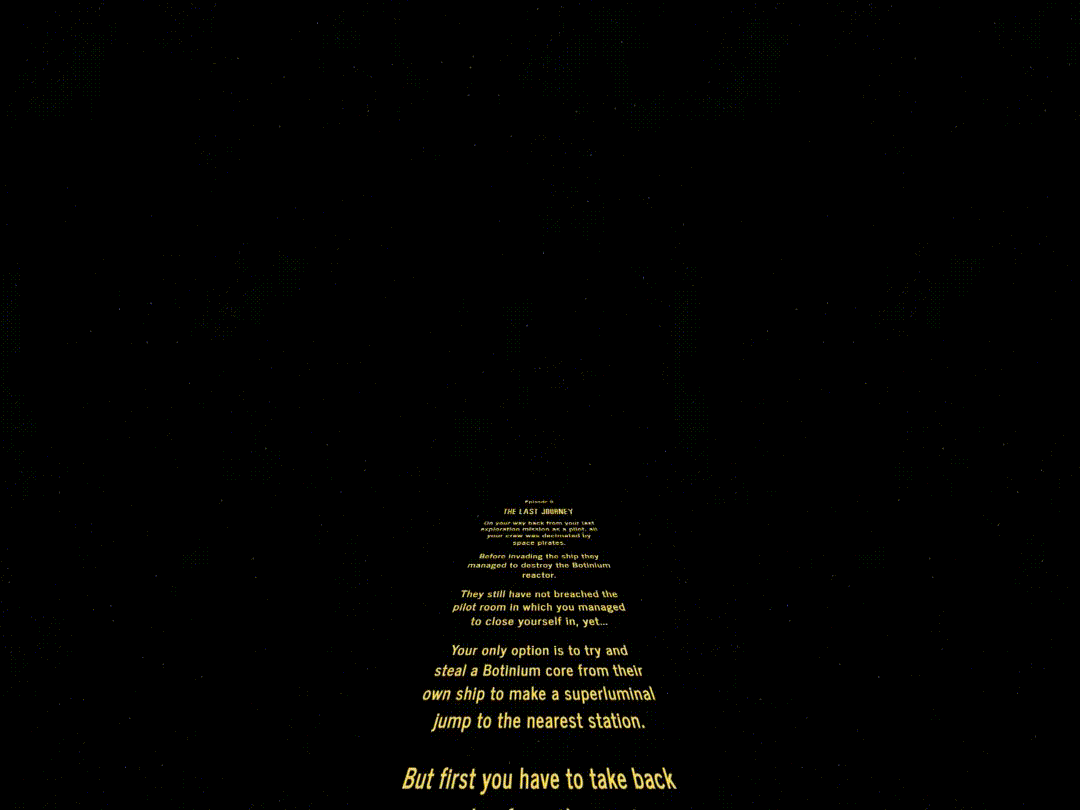 Episode 6
THE LAST JOURNEY
On your way back from your last
exploration mission as a pilot, all
your crew was decimated by
space pirates.
Before invading the ship they
managed to destroy the Botinium
reactor.
They still have not breached the
pilot room in which you managed
to close yourself in, yet...
Your only option is to try and
steal a Botinium core from their
own ship to make a superluminal
jump to the nearest station.
But first you have to take back